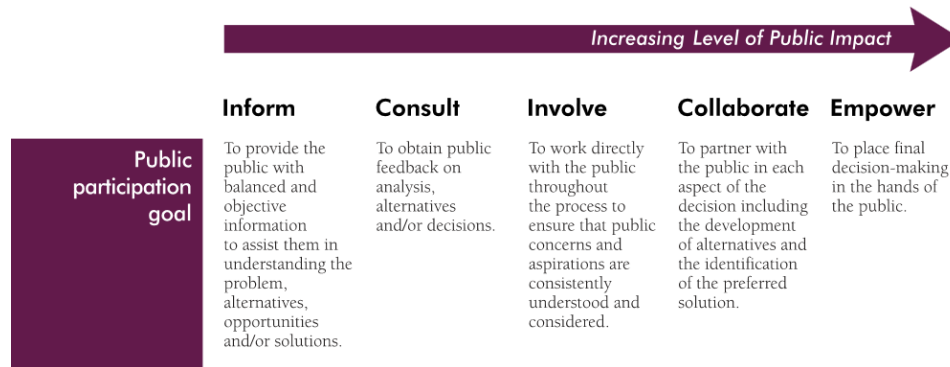 Increasing Level of Public Impact
Inform
Consult
Involve
Collaborate
Empower
Public
participation
goal
To provide the
public with
balanced and
objective
information
to assist them in
understanding the
problem,
alternatives,
opportunities
and/or solutions.
To obtain public
feedback on
analysis,
alternatives
and/or decisions.
To work directly
with the public
throughout
the process to
ensure that public
concerns and
aspirations are
consistently
understood and
considered.
To partner with
the public in each
aspect of the
decision including
the development
of alternatives and
the identification
of the preferred
solution.
To place final
decision-making
in the hands of
the public.